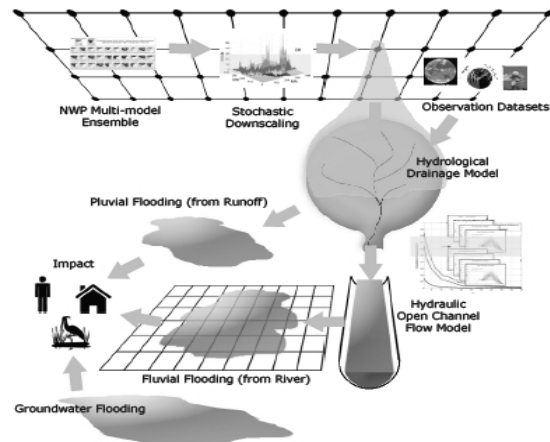 NWP Multi-model
Ensemble
Stochastic
Downscaling
Observation Datasets
Hydrological
Drainage Model
Pluvial Flooding (from Runoff)
Impact
Hydraulic
Open Channel
Flow Model
Fluvial Flooding (from River)
Groundwater Flooding